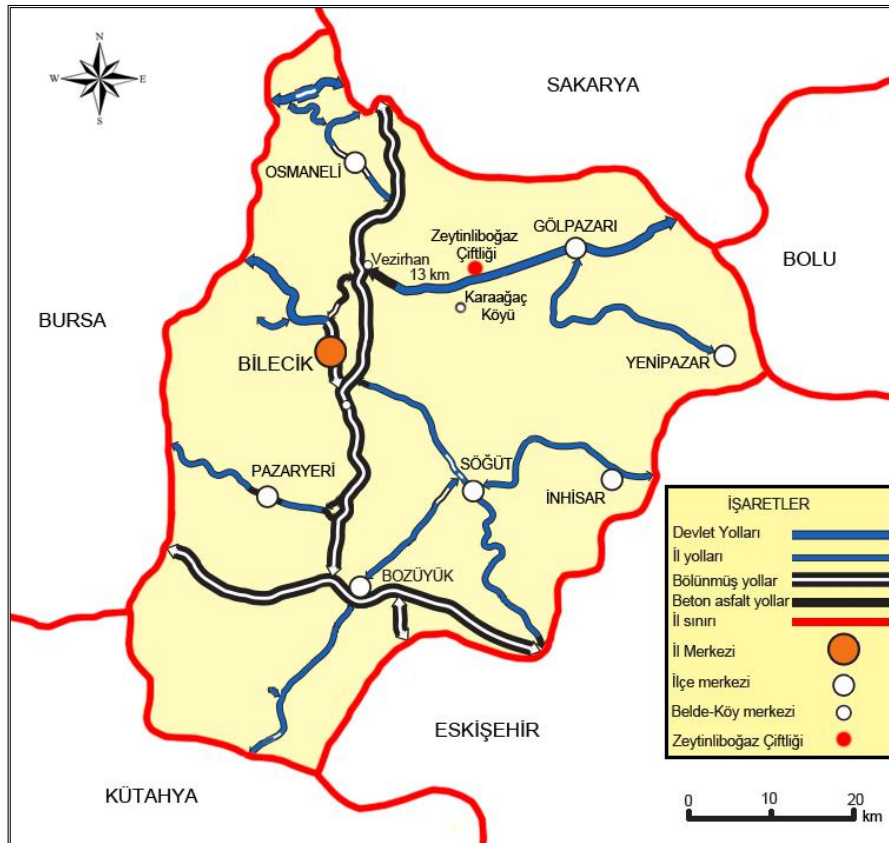 N
W
E
S
SAKARYA
OSMANELİ
GÖLPAZARI
Zeytinliboğaz
Çiftliği
BOLU
Vezirhan
13 km
Karaağaç
Köyü
BURSA
YENİPAZAR
BİLECİK
SÖĞÜT
PAZARYERİ
İNHİSAR
BOZÜYÜK
ESKİŞEHİR
KÜTAHYA
İŞARETLER
Devlet Yolları
İl yolları
Bölünmüş yollar
Beton asfalt yollar
İl sınırı
İl Merkezi
İlçe merkezi
Belde-Köy merkezi
Zeytinliboğaz Çiftliği
0 10 20
km